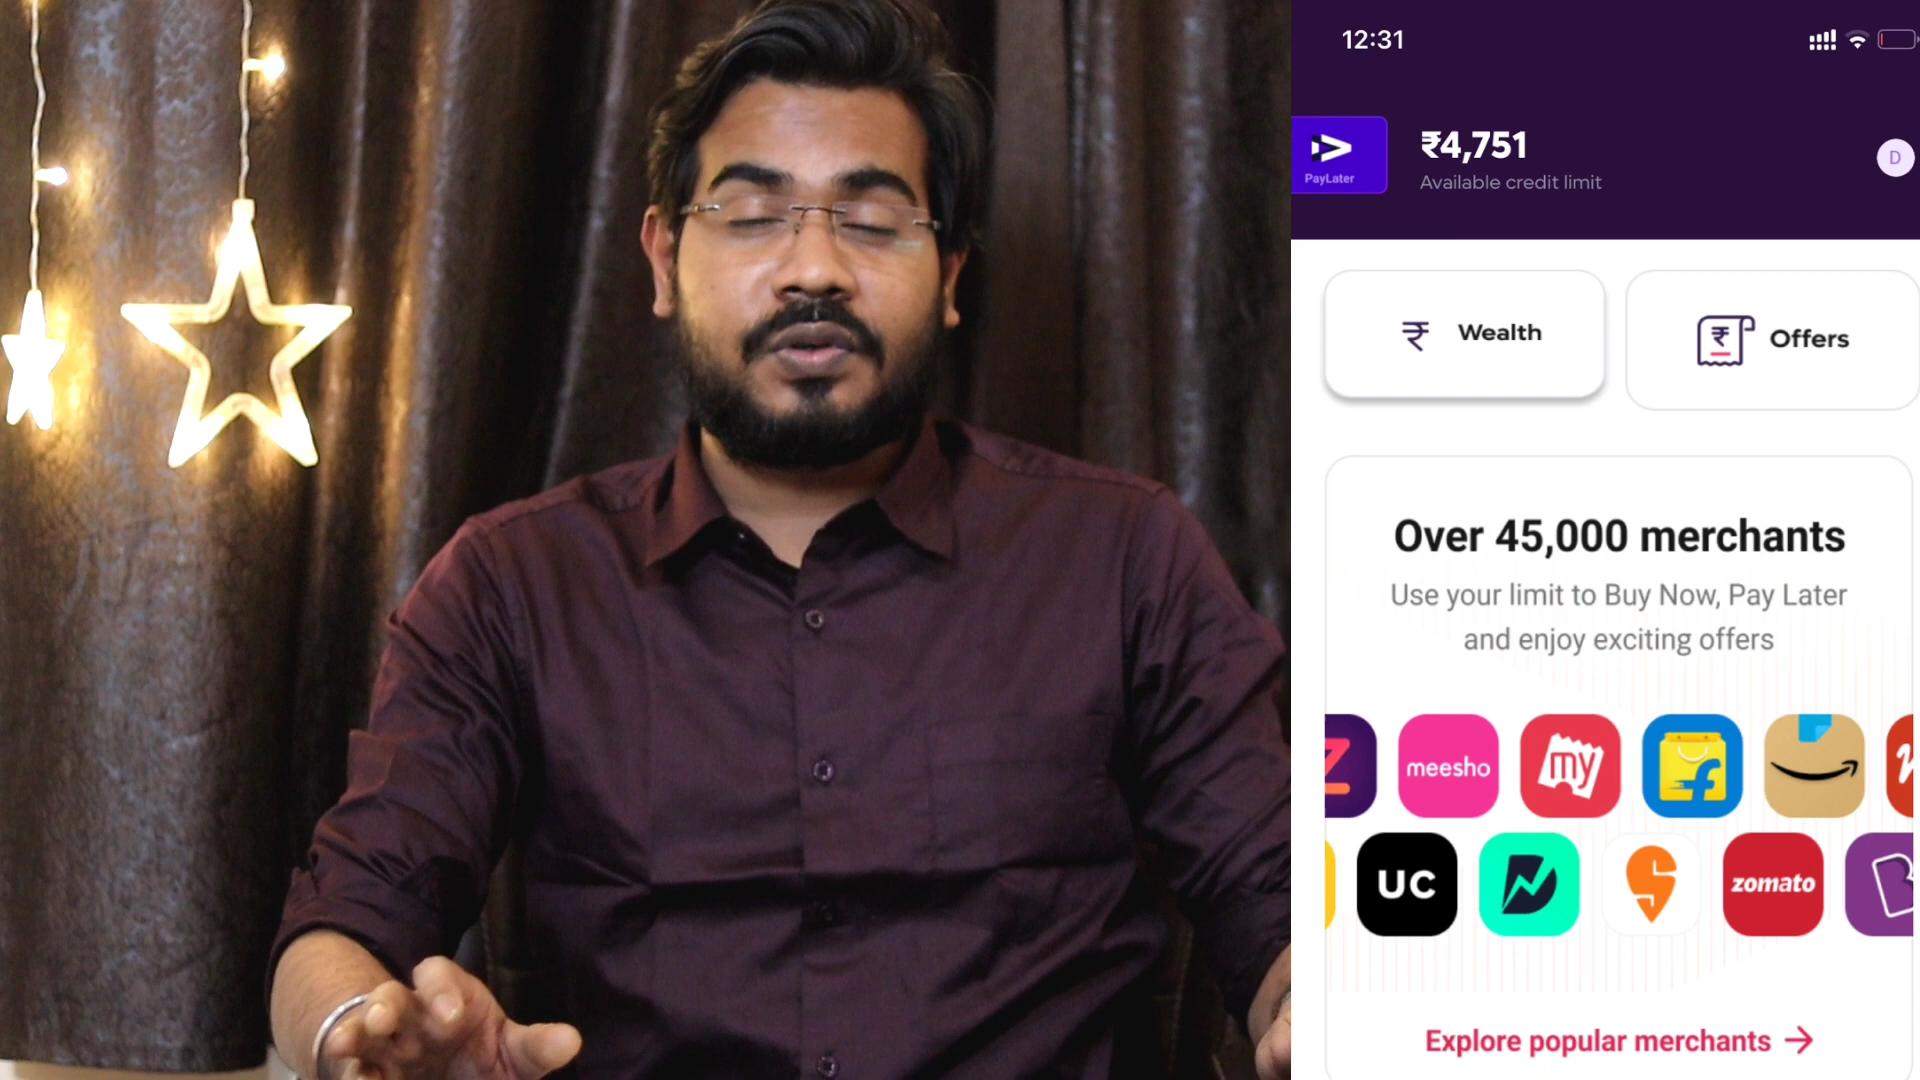 12:31
PayLater
₹4,751
Available credit limit
D
₹ Wealth
₹ Offers
Over 45,000 merchants
Use your limit to Buy Now, Pay Later
and enjoy exciting offers
Z meesho my f
UC zomato
Explore popular merchants